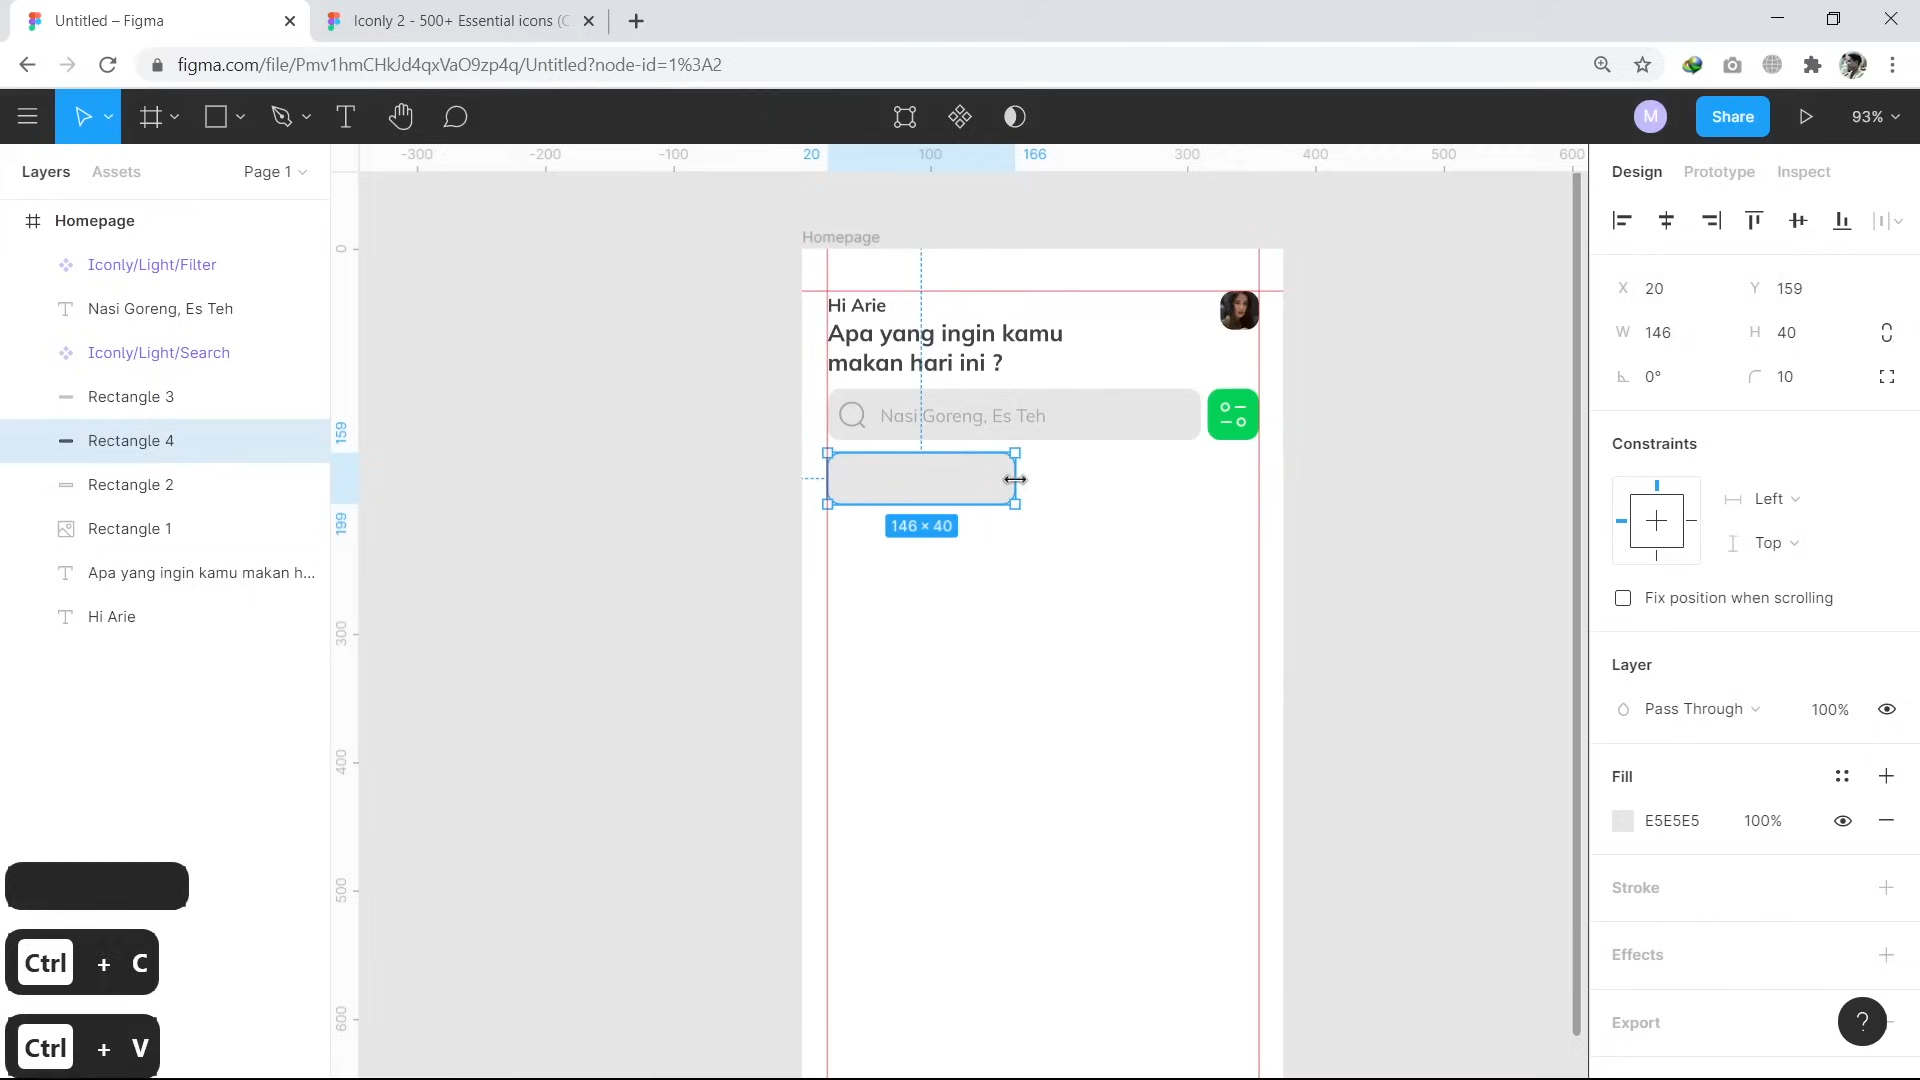 Untitled – Figma
Iconly 2 - 500+ Essential icons (C
figma.com/file/Pmv1hmCHkJd4qxVaO9zp4q/Untitled?node-id=1%3A2
M
Share
93%
Layers
Assets
Page 1
-300
-200
-100
20
100
166
300
400
500
600
Design
Prototype
Inspect
Homepage
Iconly/Light/Filter
Nasi Goreng, Es Teh
Iconly/Light/Search
Rectangle 3
Rectangle 4
Rectangle 2
Rectangle 1
Apa yang ingin kamu makan h...
Hi Arie
0
159
199
300
400
500
600
Homepage
Hi Arie
Apa yang ingin kamu
makan hari ini ?
Nasi Goreng, Es Teh
146 × 40
X 20
Y 159
W 146
H 40
0°
10
Constraints
Left
Top
Fix position when scrolling
Layer
Pass Through
100%
Fill
E5E5E5
100%
Stroke
Effects
Export
?
Ctrl + C
Ctrl + V